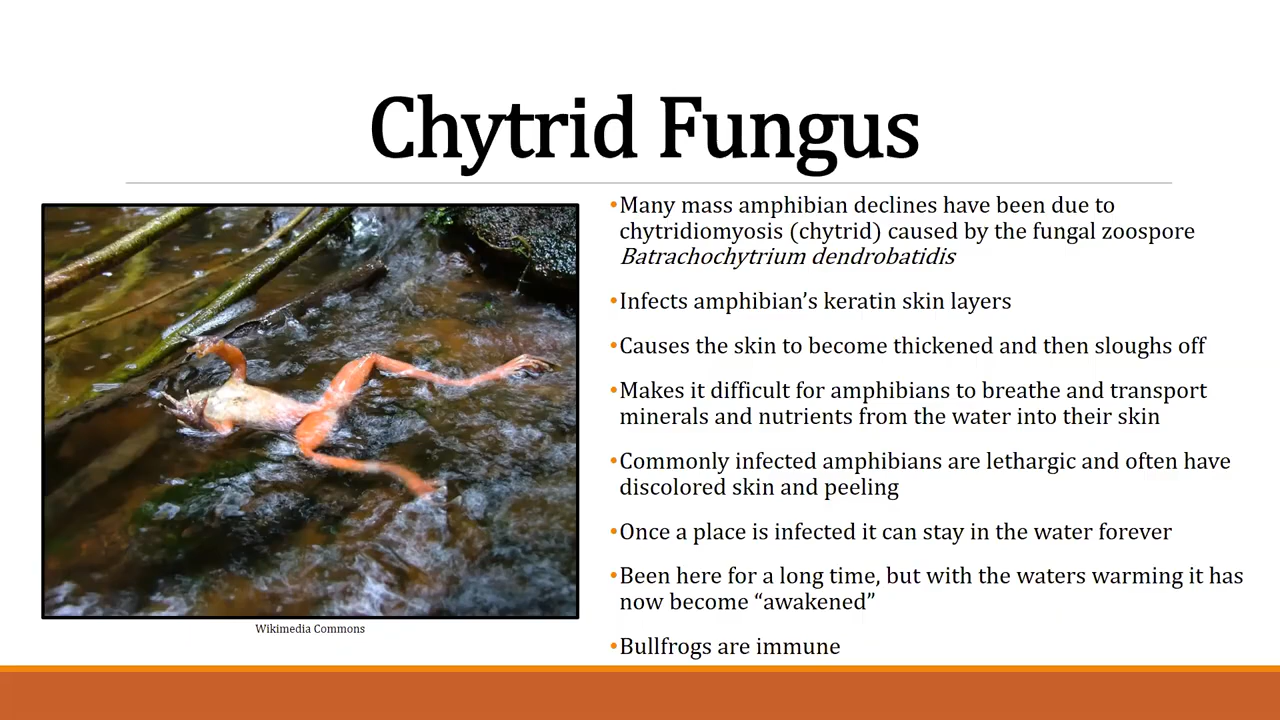 Chytrid Fungus
•Many mass amphibian declines have been due to
chytridiomyosis (chytrid) caused by the fungal zoospore
Batrachochytrium dendrobatidis
•Infects amphibian’s keratin skin layers
•Causes the skin to become thickened and then sloughs off
•Makes it difficult for amphibians to breathe and transport
minerals and nutrients from the water into their skin
•Commonly infected amphibians are lethargic and often have
discolored skin and peeling
•Once a place is infected it can stay in the water forever
•Been here for a long time, but with the waters warming it has
now become “awakened”
•Bullfrogs are immune
Wikimedia Commons